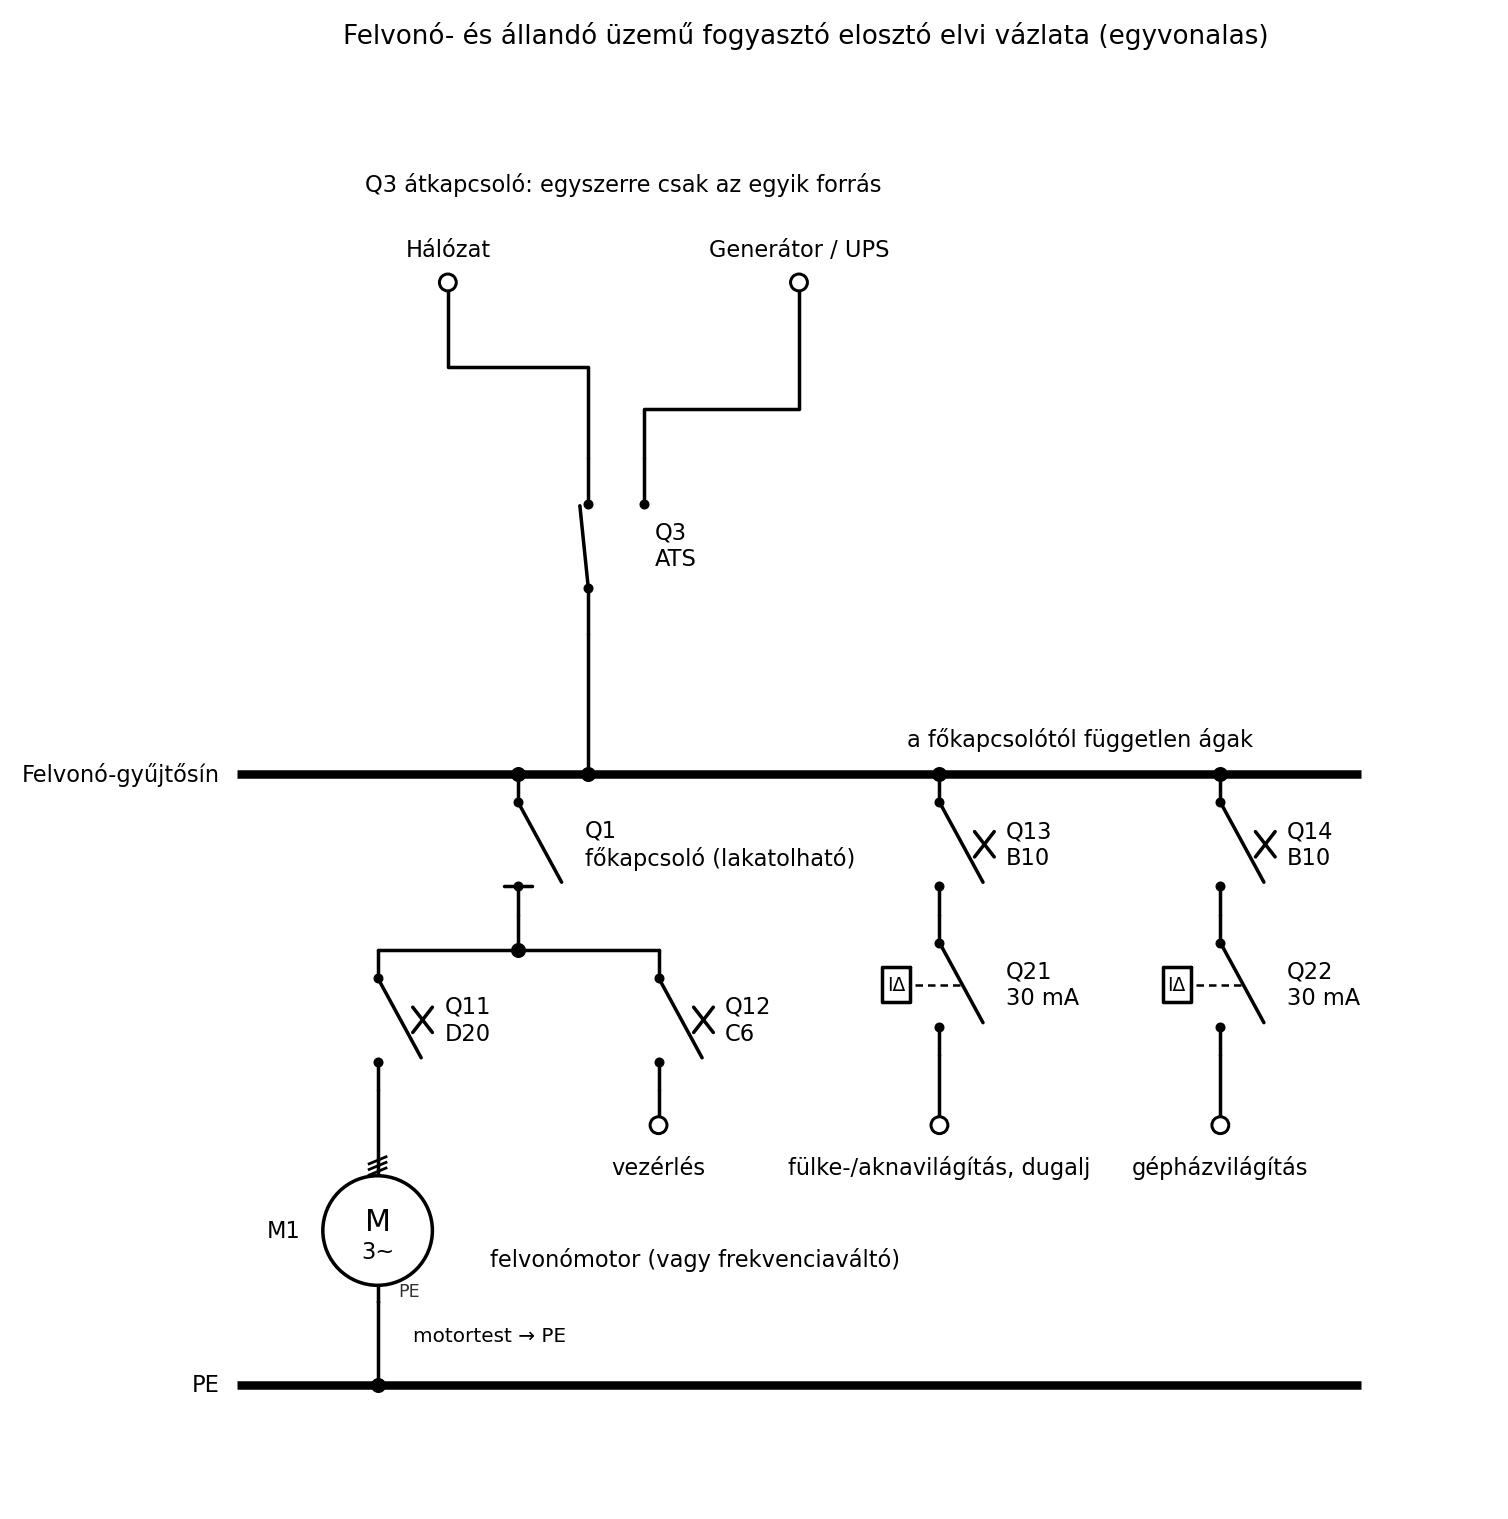 Felvonó- és állandó üzemű fogyasztó elosztó elvi vázlata (egyvonalas)
Q3 átkapcsoló: egyszerre csak az egyik forrás
Hálózat
Generátor / UPS
Q3
ATS
a főkapcsolótól független ágak
Felvonó-gyűjtősín
Q1
főkapcsoló (lakatolható)
Q13
B10
Q14
B10
Q11
D20
Q12
C6
IΔ
Q21
30 mA
IΔ
Q22
30 mA
vezérlés
fülke-/aknavilágítás, dugalj
gépházvilágítás
M1
M
3~
felvonómotor (vagy frekvenciaváltó)
PE
motortest → PE
PE